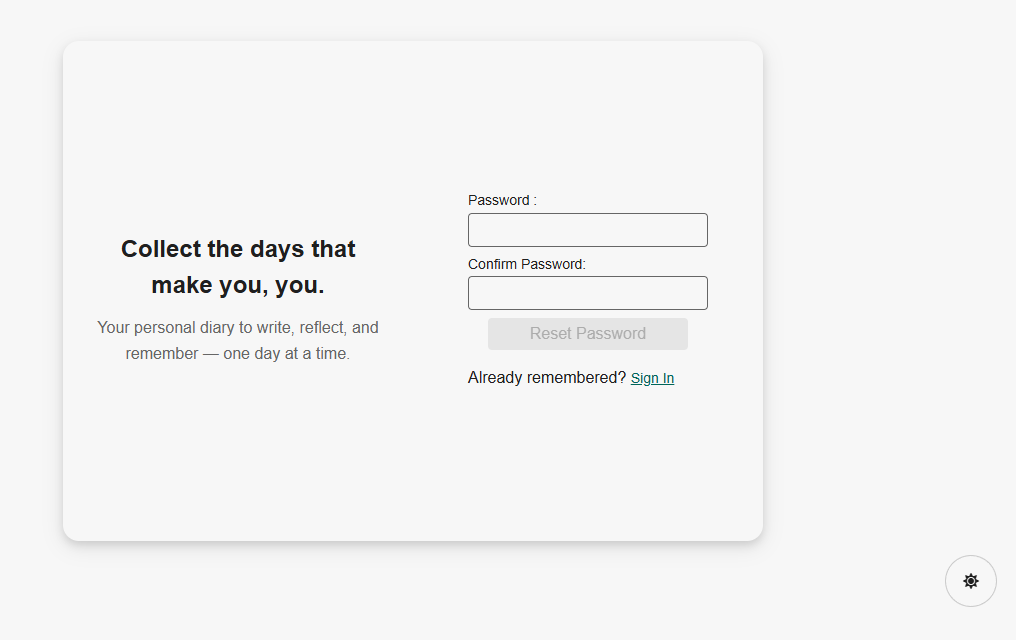 Collect the days that
make you, you.
Your personal diary to write, reflect, and
remember — one day at a time.
Password :
Confirm Password:
Reset Password
Already remembered? Sign In